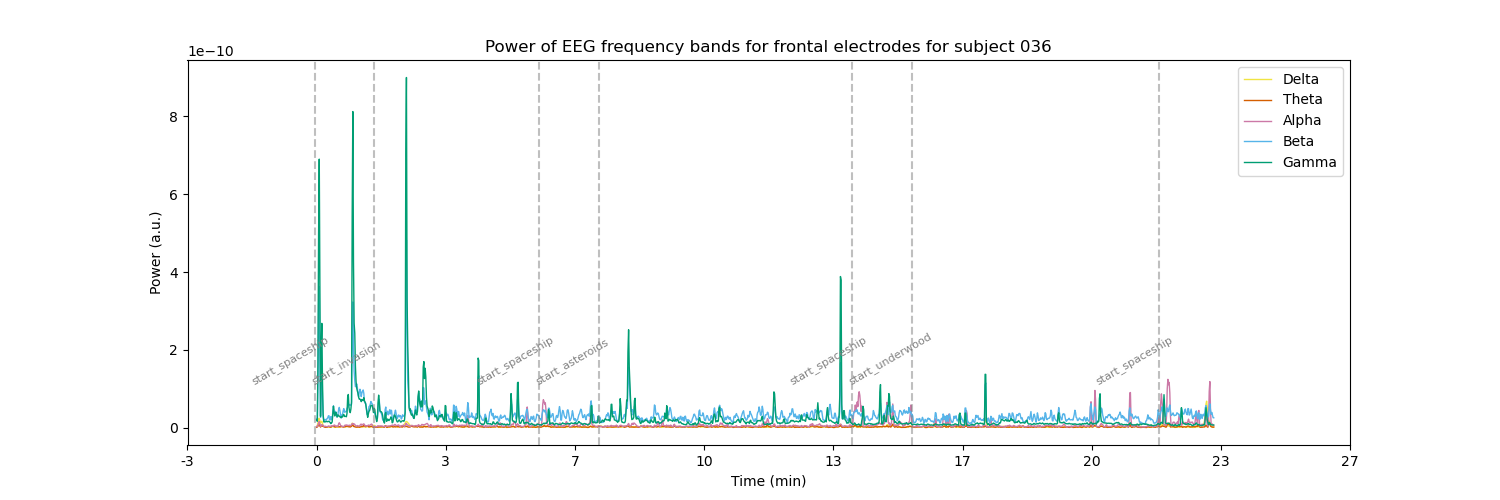 Power of EEG frequency bands for frontal electrodes for subject 036
1e−10
Delta
Theta
Alpha
Beta
Gamma
8
6
4
2
0
Power (a.u.)
start_spaceship
start_invasion
start_spaceship
start_asteroids
start_spaceship
start_underwood
start_spaceship
-3
0
3
7
10
13
17
20
23
27
Time (min)